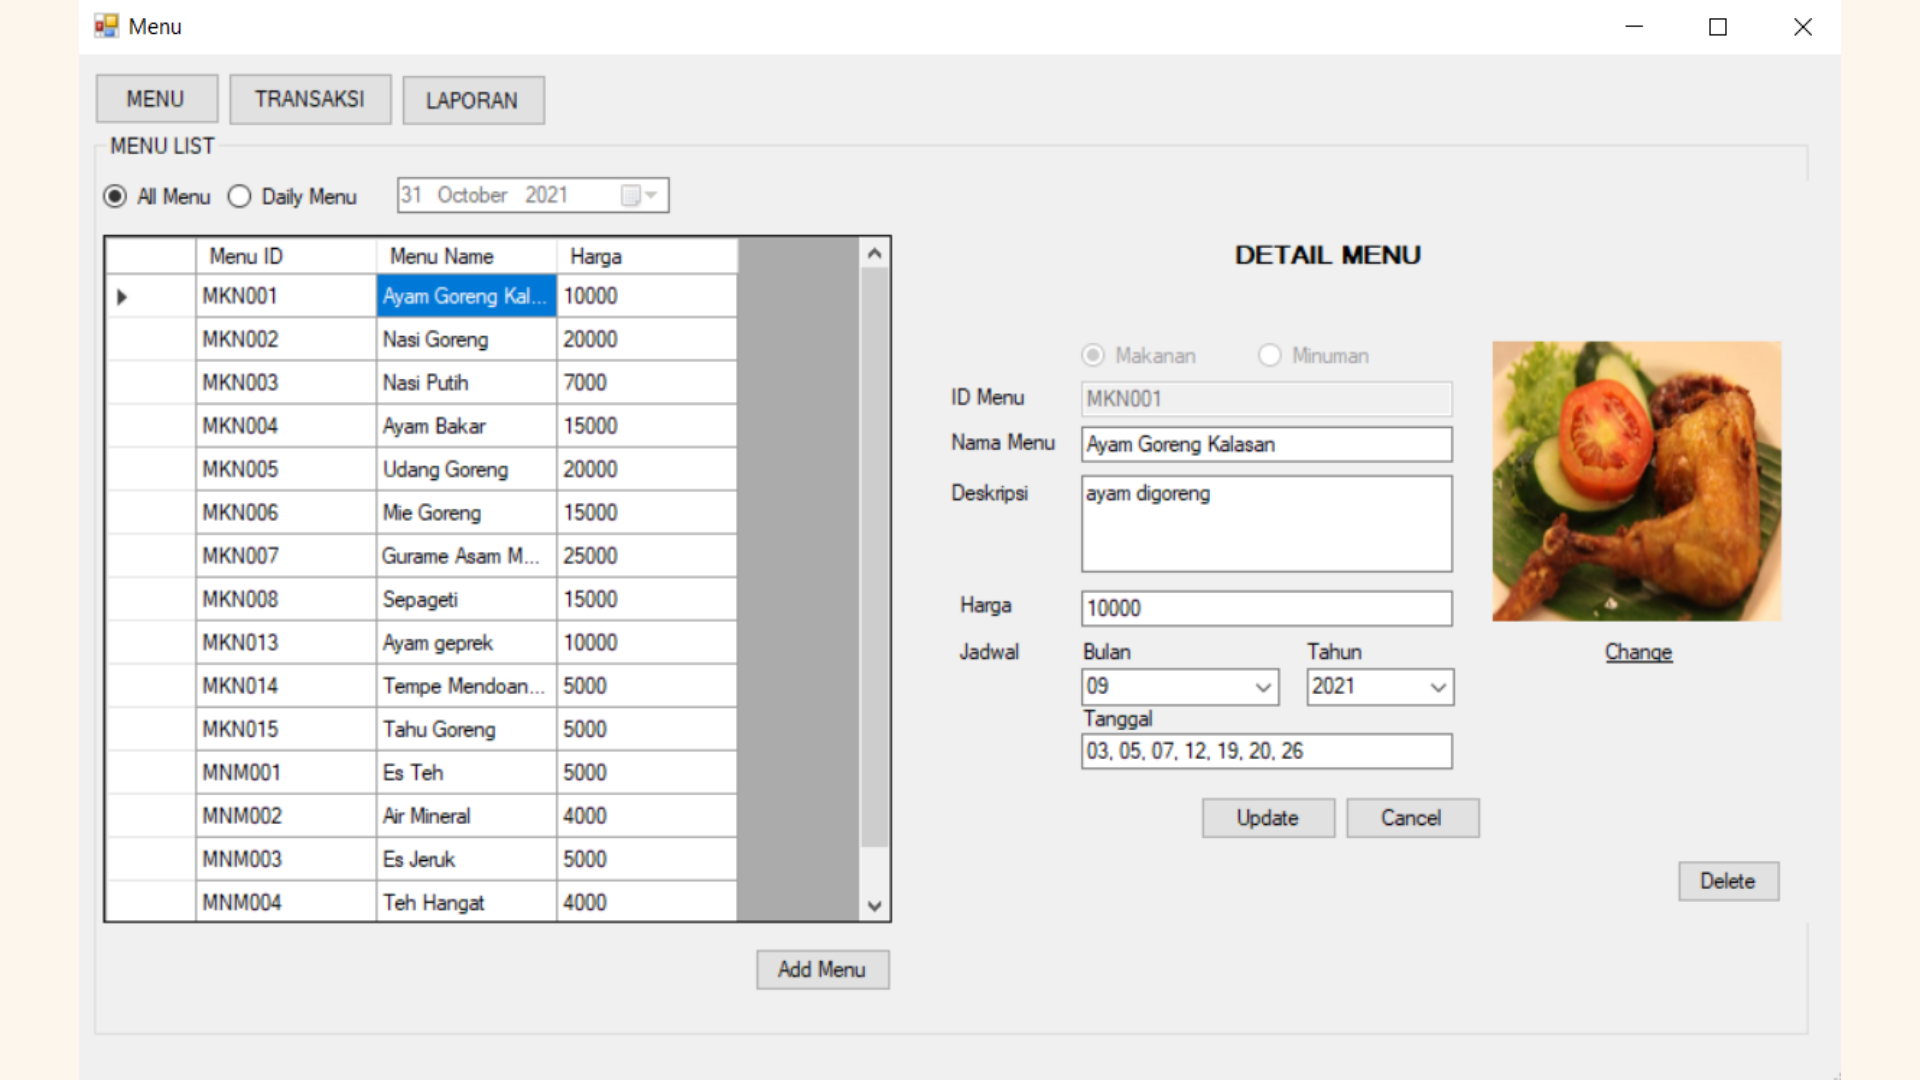 Menu
MENU TRANSAKSI LAPORAN
MENU LIST
All Menu Daily Menu 31 October 2021
Menu ID Menu Name Harga
MKN001 Ayam Goreng Kal... 10000
MKN002 Nasi Goreng 20000
MKN003 Nasi Putih 7000
MKN004 Ayam Bakar 15000
MKN005 Udang Goreng 20000
MKN006 Mie Goreng 15000
MKN007 Gurame Asam M... 25000
MKN008 Sepageti 15000
MKN013 Ayam geprek 10000
MKN014 Tempe Mendoan... 5000
MKN015 Tahu Goreng 5000
MNM001 Es Teh 5000
MNM002 Air Mineral 4000
MNM003 Es Jeruk 5000
MNM004 Teh Hangat 4000
Add Menu
DETAIL MENU
Makanan Minuman
ID Menu MKN001
Nama Menu Ayam Goreng Kalasan
Deskripsi ayam digoreng
Harga 10000
Jadwal Bulan Tahun
09 2021
Tanggal
03, 05, 07, 12, 19, 20, 26
Change
Update Cancel
Delete